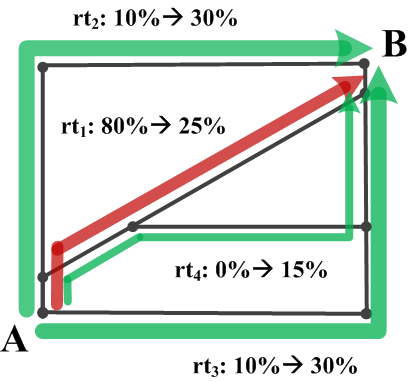 rt₂: 10%→ 30%
B
rt₁: 80%→ 25%
rt₄: 0%→ 15%
A
rt₃: 10%→ 30%